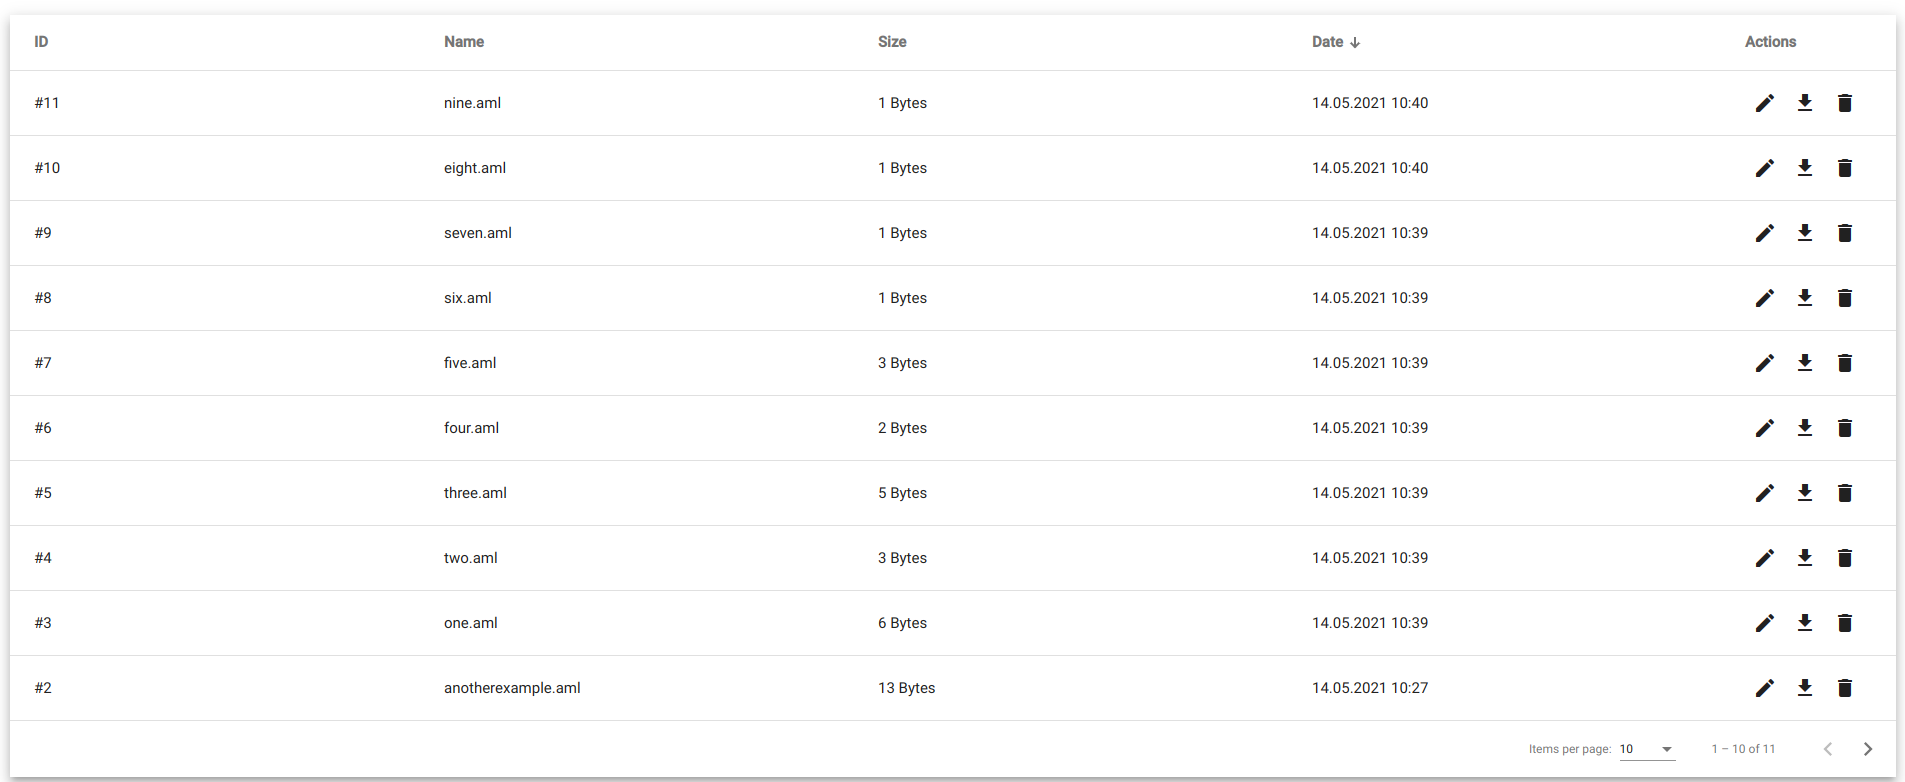 ID Name Size Date Actions
#11 nine.aml 1 Bytes 14.05.2021 10:40
#10 eight.aml 1 Bytes 14.05.2021 10:40
#9 seven.aml 1 Bytes 14.05.2021 10:39
#8 six.aml 1 Bytes 14.05.2021 10:39
#7 five.aml 3 Bytes 14.05.2021 10:39
#6 four.aml 2 Bytes 14.05.2021 10:39
#5 three.aml 5 Bytes 14.05.2021 10:39
#4 two.aml 3 Bytes 14.05.2021 10:39
#3 one.aml 6 Bytes 14.05.2021 10:39
#2 anotherexample.aml 13 Bytes 14.05.2021 10:27
Items per page: 10 1 – 10 of 11